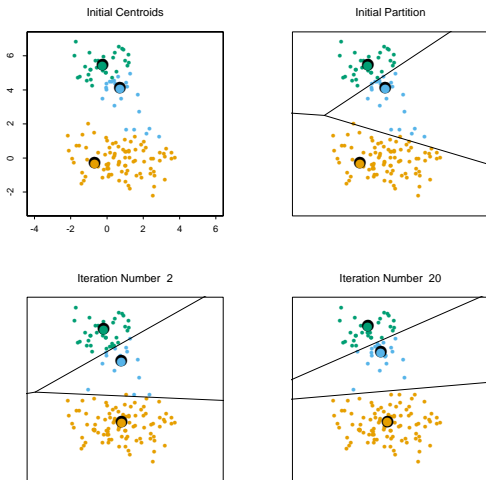 Initial Centroids
Initial Partition
6
4
2
0
-2
-4 -2 0 2 4 6
Iteration Number 2
Iteration Number 20